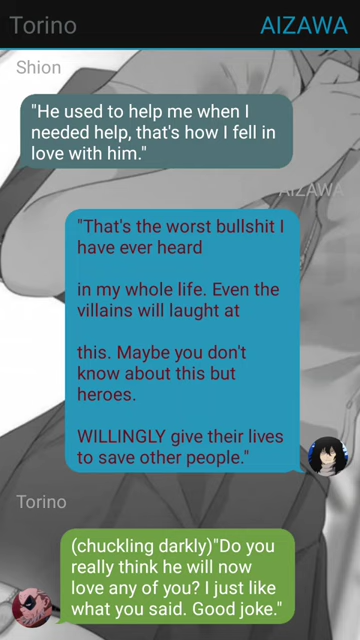 Torino
AIZAWA
Shion
"He used to help me when I
needed help, that's how I fell in
love with him."
AIZAWA
"That's the worst bullshit I
have ever heard
in my whole life. Even the
villains will laugh at
this. Maybe you don't
know about this but
heroes.
WILLINGLY give their lives
to save other people."
Torino
(chuckling darkly)"Do you
really think he will now
love any of you? I just like
what you said. Good joke."